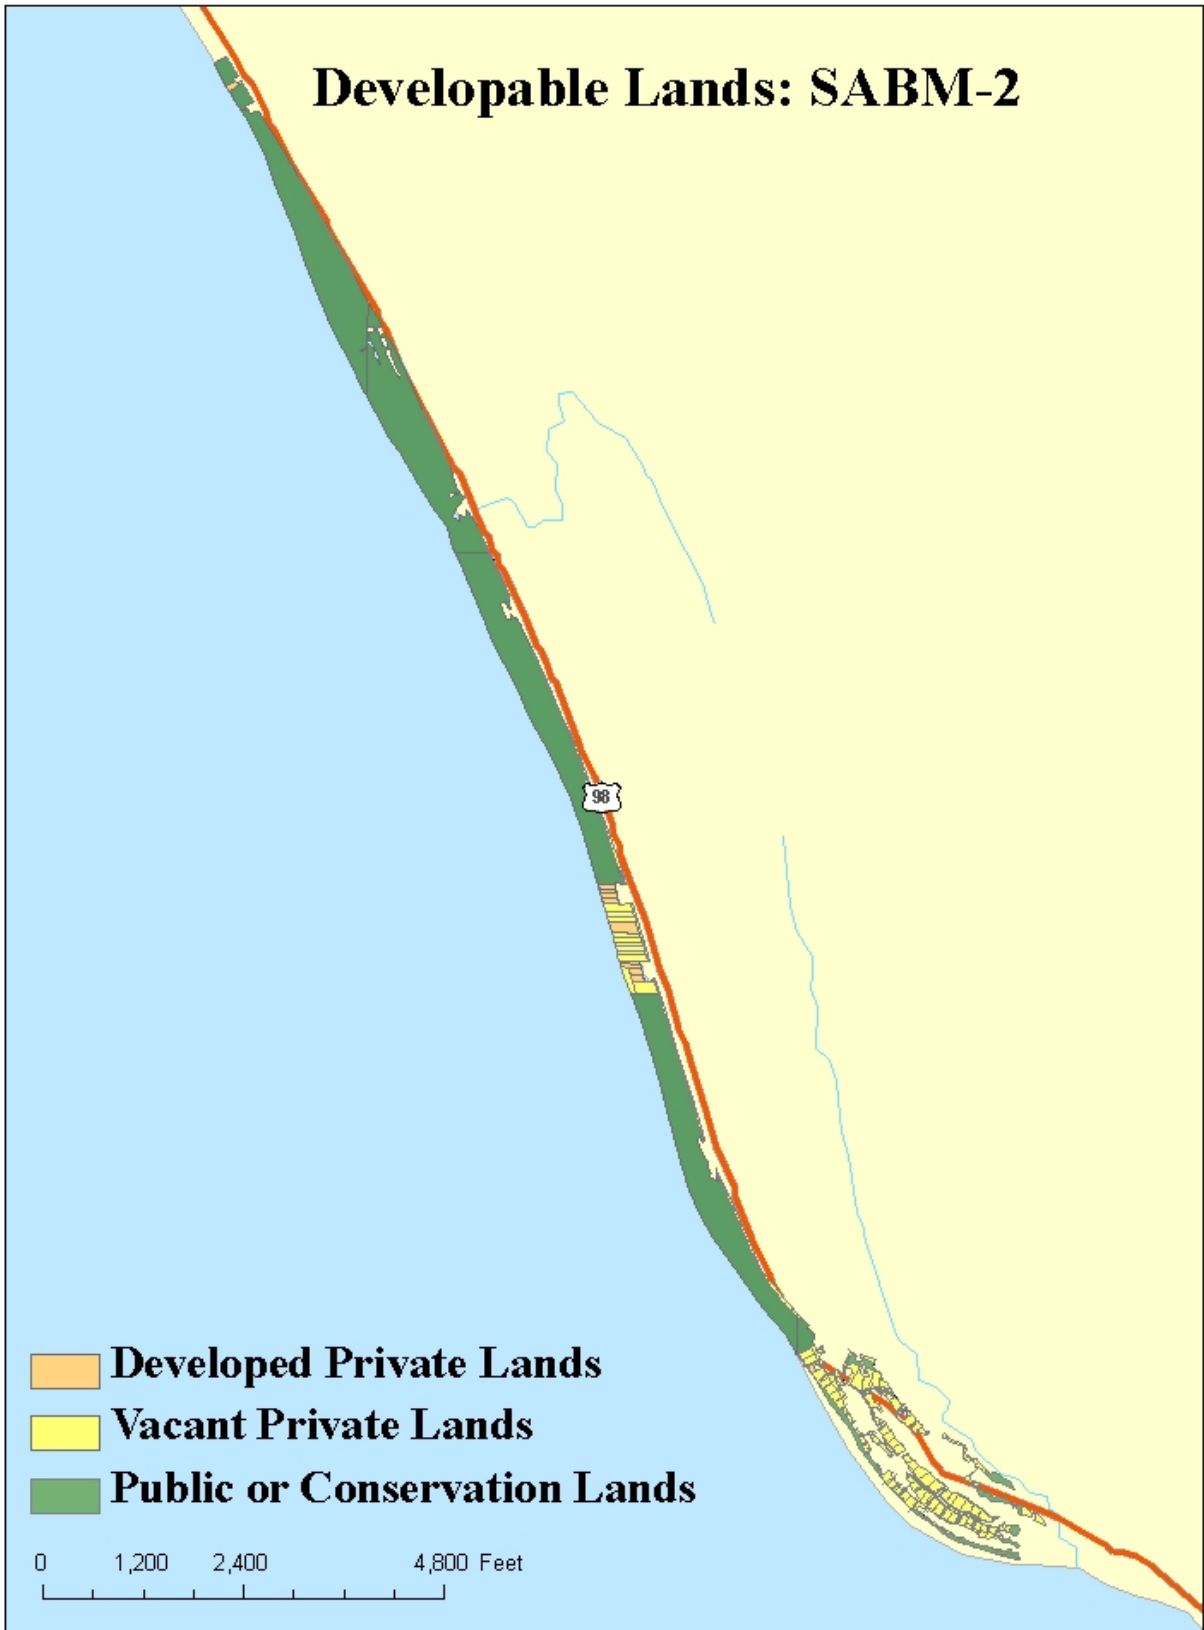 Developable Lands: SABM-2
98
Developed Private Lands
Vacant Private Lands
Public or Conservation Lands
0 1,200 2,400 4,800 Feet